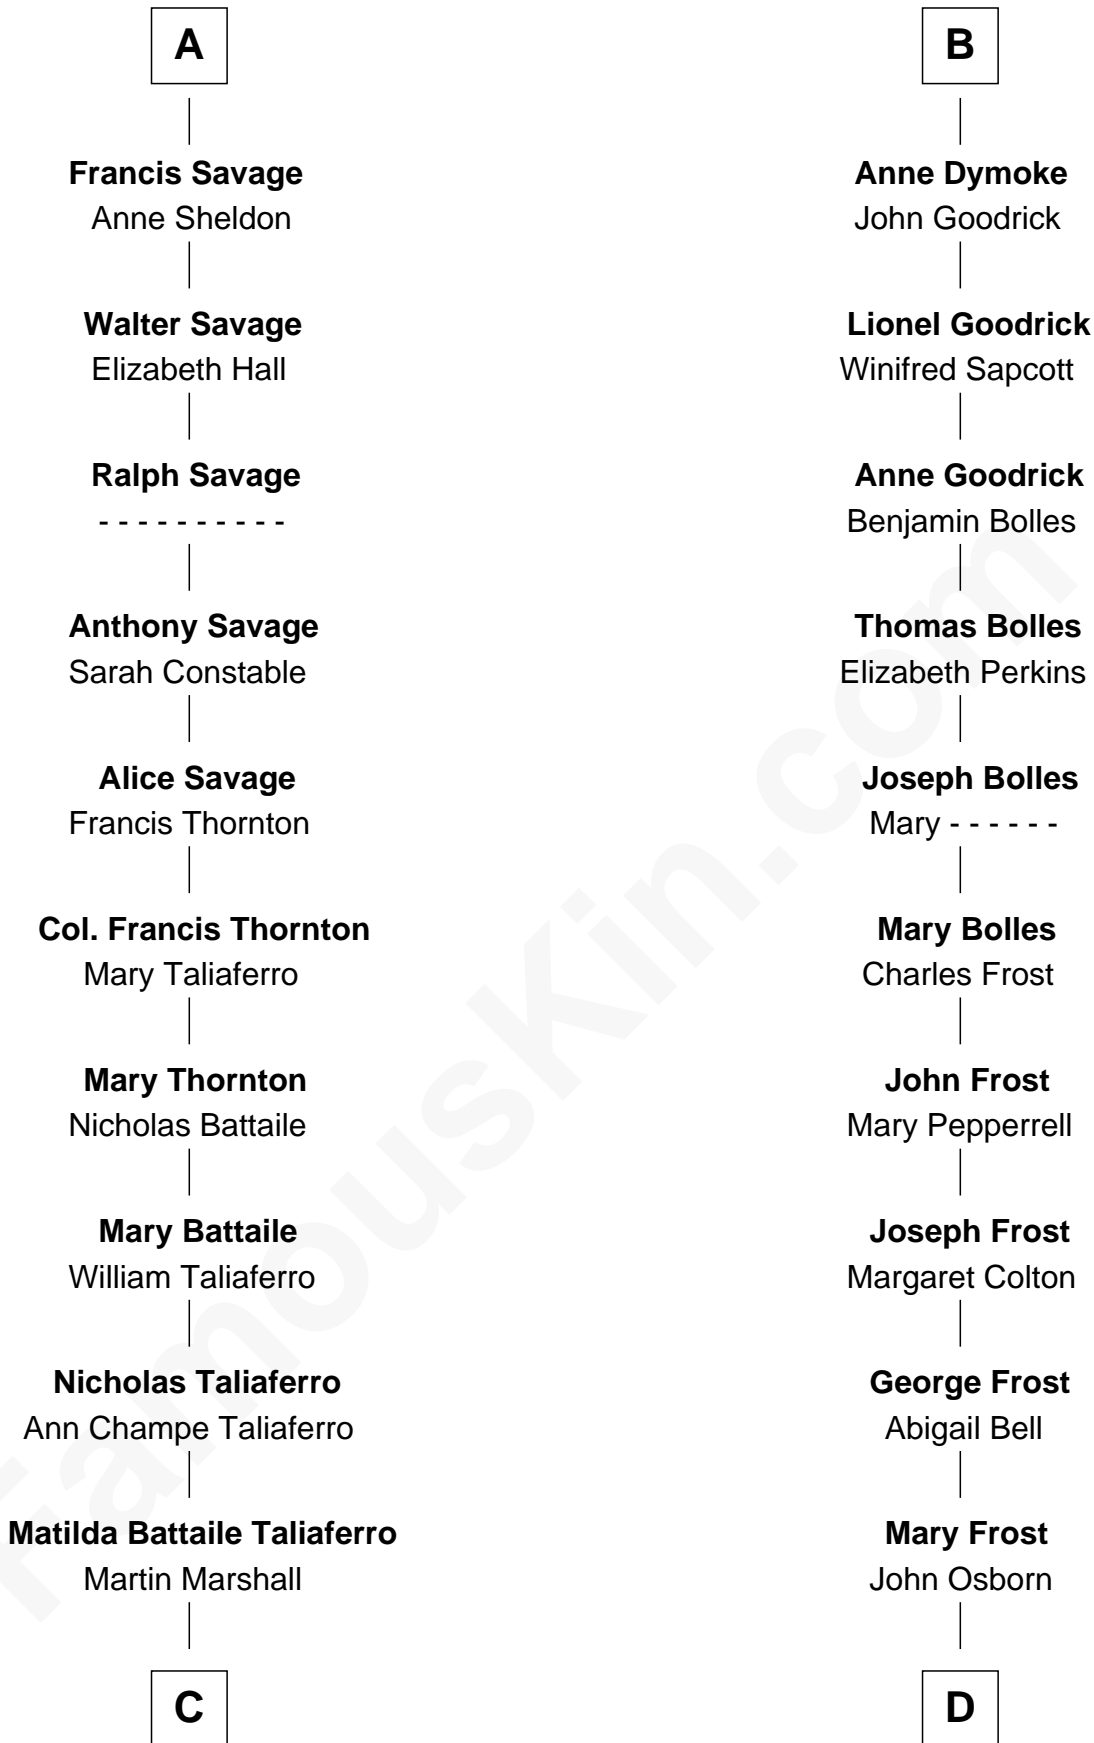 A
Francis Savage
Anne Sheldon
Walter Savage
Elizabeth Hall
Ralph Savage
- - - - - - - - - -
Anthony Savage
Sarah Constable
Alice Savage
Francis Thornton
Col. Francis Thornton
Mary Taliaferro
Mary Thornton
Nicholas Battaile
Mary Battaile
William Taliaferro
Nicholas Taliaferro
Ann Champe Taliaferro
Matilda Battaile Taliaferro
Martin Marshall
C
B
Anne Dymoke
John Goodrick
Lionel Goodrick
Winifred Sapcott
Anne Goodrick
Benjamin Bolles
Thomas Bolles
Elizabeth Perkins
Joseph Bolles
Mary - - - - - -
Mary Bolles
Charles Frost
John Frost
Mary Pepperrell
Joseph Frost
Margaret Colton
George Frost
Abigail Bell
Mary Frost
John Osborn
D
FamousKin.com